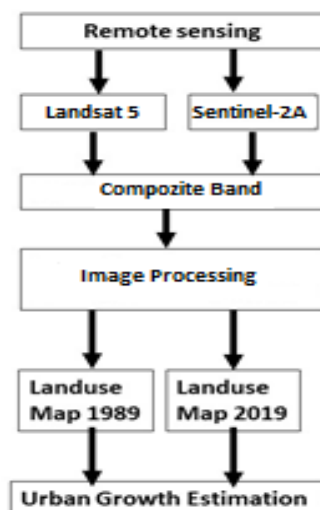 Remote sensing
Landsat 5
Sentinel-2A
Compozite Band
Image Processing
Landuse
Map 1989
Landuse
Map 2019
Urban Growth Estimation